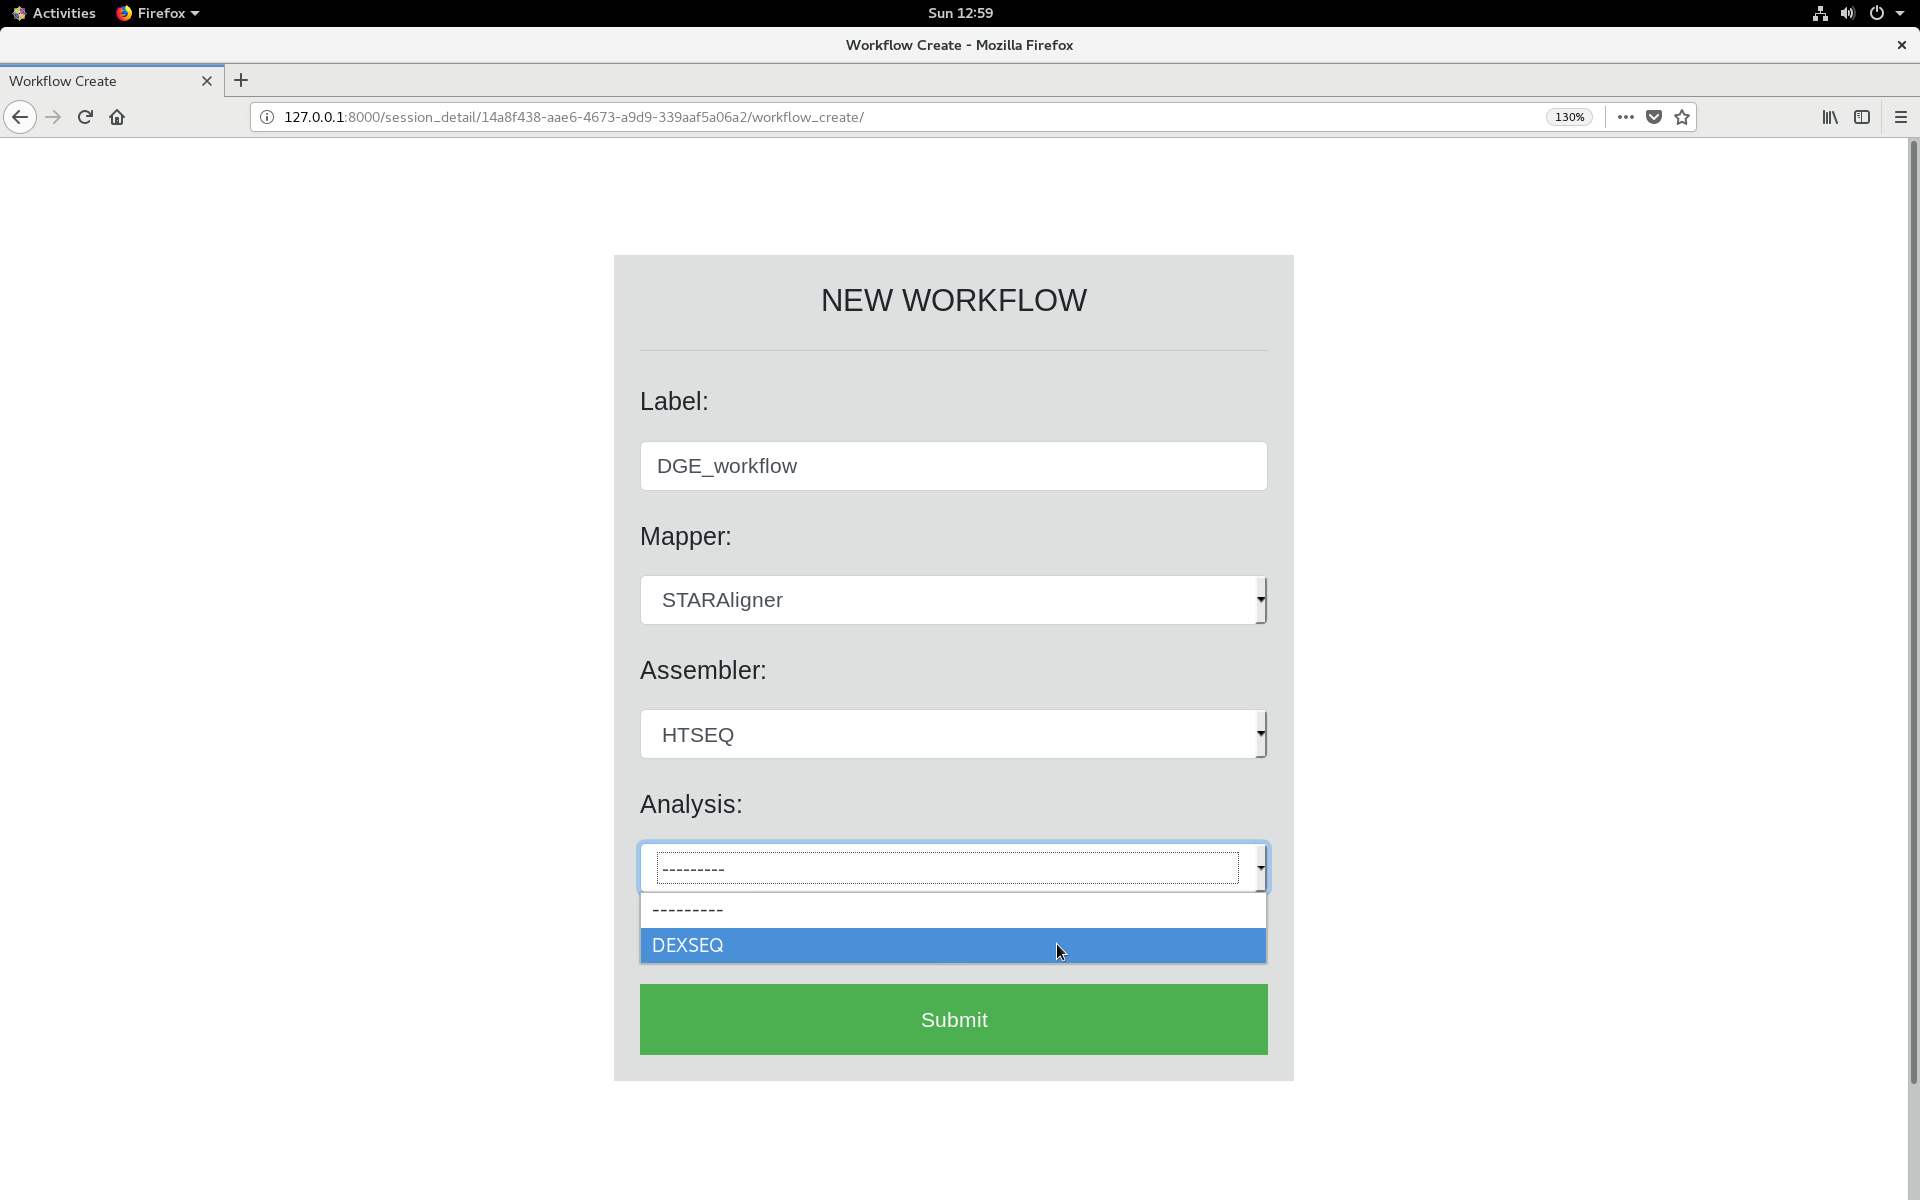 Activities Firefox Sun 12:59
Workflow Create - Mozilla Firefox
Workflow Create
127.0.0.1:8000/session_detail/14a8f438-aae6-4673-a9d9-339aaf5a06a2/workflow_create/ 130%
NEW WORKFLOW
Label:
DGE_workflow
Mapper:
STARAligner
Assembler:
HTSEQ
Analysis:
---------
---------
DEXSEQ
Submit